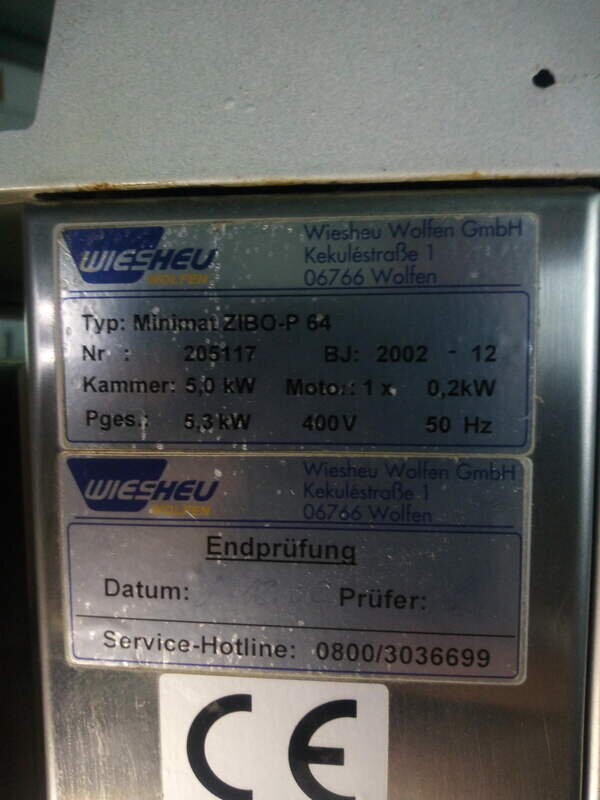 WIESHEU
WOLFEN
Wiesheu Wolfen GmbH
Kekuléstraße 1
06766 Wolfen
Typ: Minimat ZIBO-P 64
Nr : 205117 BJ: 2002 - 12
Kammer: 5,0 kW Motor.: 1 x 0,2kW
Pges.: 5,3 kW 400 V 50 Hz
WIESHEU
WOLFEN
Wiesheu Wolfen GmbH
Kekuléstraße 1
06766 Wolfen
Endprüfung
Datum: Prüfer:
Service-Hotline: 0800/3036699
CE